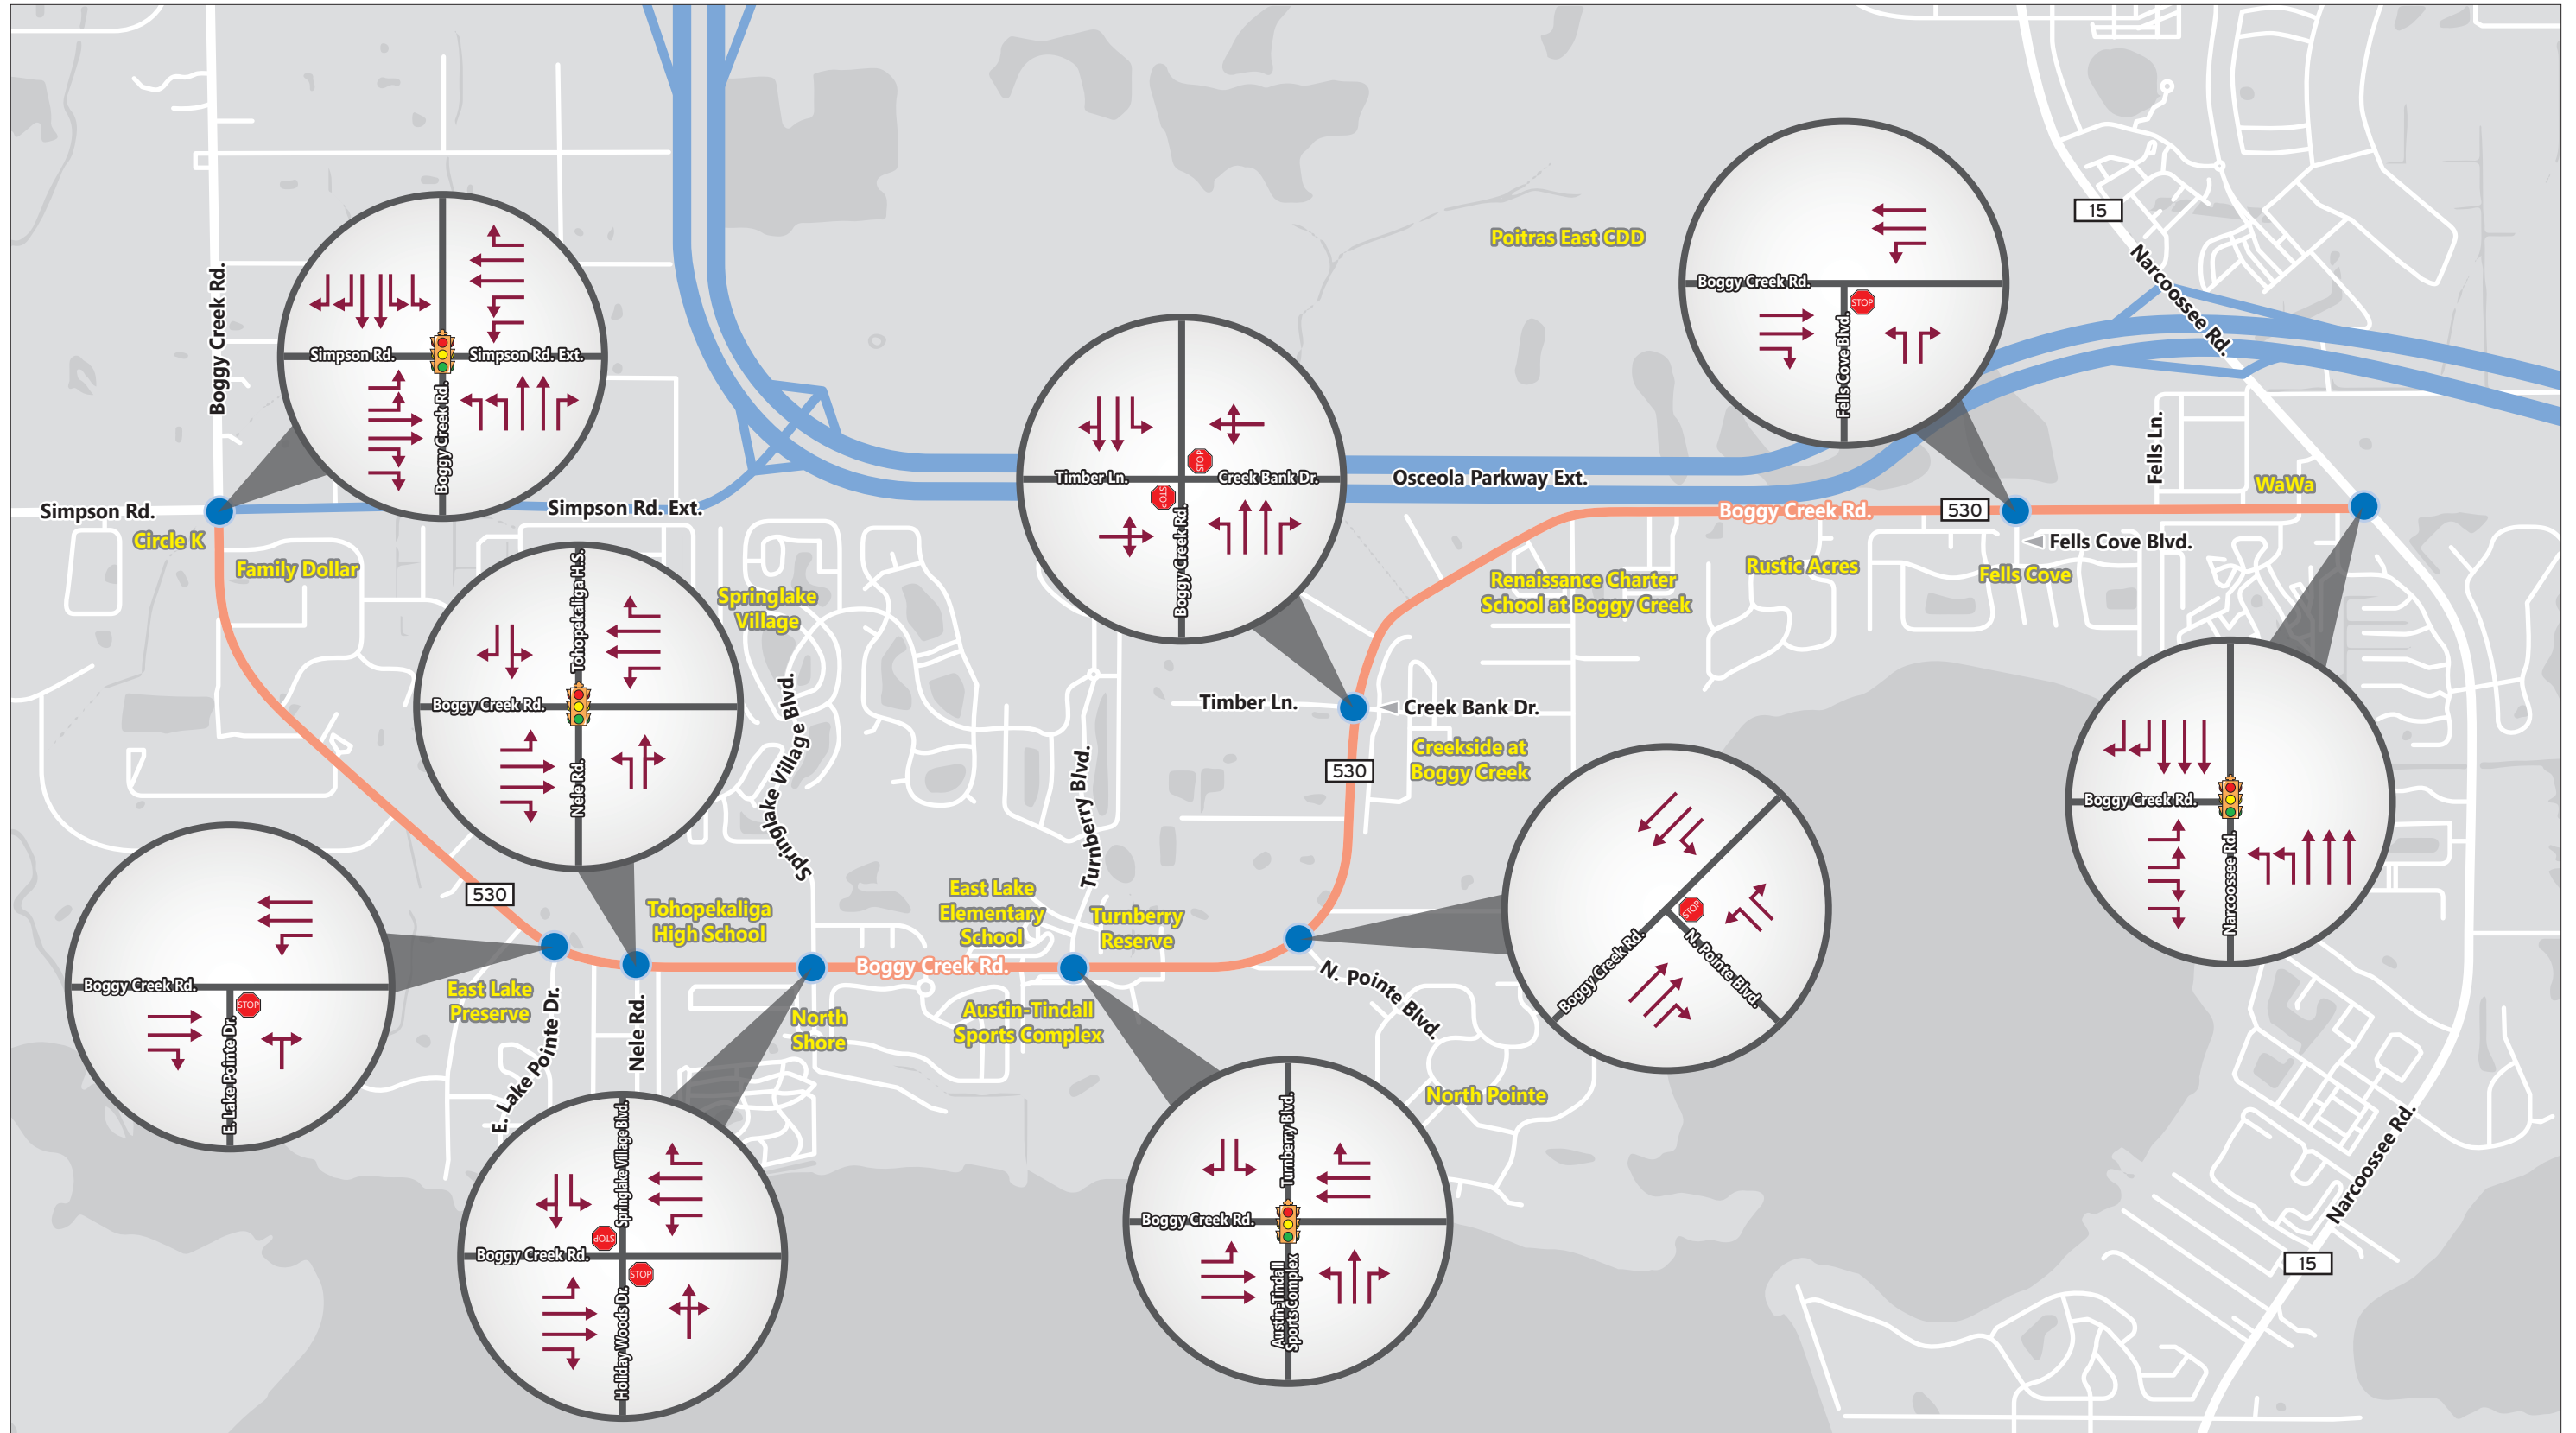 15
Poitras East CDD
Narcoossee Rd.
Boggy Creek Rd.
Simpson Rd.
Simpson Rd. Ext.
Boggy Creek Rd.
Boggy Creek Rd.
STOP
Fells Cove Blvd.
Timber Ln.
STOP
Creek Bank Dr.
STOP
Boggy Creek Rd.
Osceola Parkway Ext.
Fells Ln.
WaWa
Simpson Rd.
Simpson Rd. Ext.
Boggy Creek Rd.
530
Circle K
Family Dollar
Fells Cove Blvd.
Rustic Acres
Fells Cove
Renaissance Charter
School at Boggy Creek
Springlake
Village
Tohopekaliga H.S.
Boggy Creek Rd.
Nele Rd.
Springlake Village Blvd.
Timber Ln.
Creek Bank Dr.
Creekside at
Boggy Creek
530
Turnberry Blvd.
Boggy Creek Rd.
Narcoossee Rd.
530
East Lake
Elementary
School
Tohopekaliga
High School
Turnberry
Reserve
STOP
Boggy Creek Rd.
N. Pointe Blvd.
Boggy Creek Rd.
Boggy Creek Rd.
STOP
E. Lake Pointe Dr.
East Lake
Preserve
E. Lake Pointe Dr.
Nele Rd.
North
Shore
Austin-Tindall
Sports Complex
N. Pointe Blvd.
North Pointe
Springlake Village Blvd.
STOP
Boggy Creek Rd.
STOP
Holiday Woods Dr.
Turnberry Blvd.
Boggy Creek Rd.
Austin-Tindall
Sports Complex
Narcoossee Rd.
15